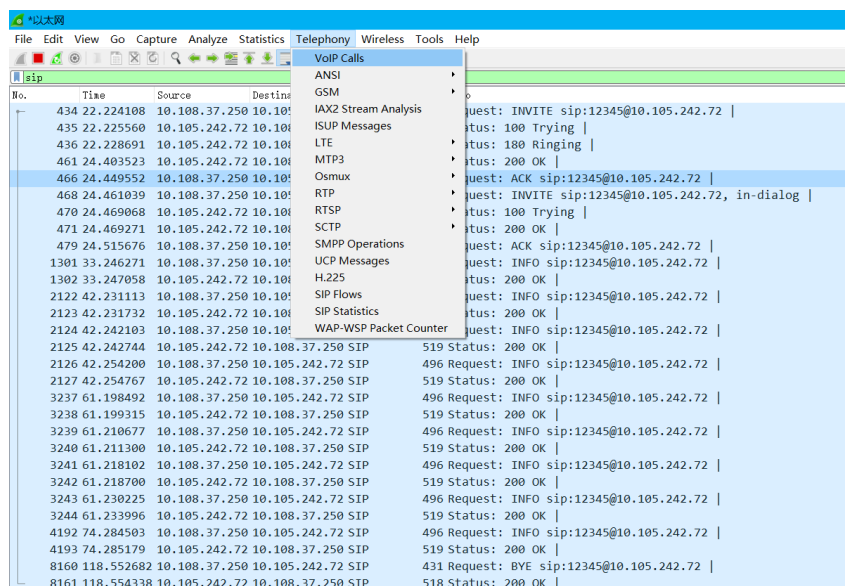 *以太网
File Edit View Go Capture Analyze Statistics Telephony Wireless Tools Help
VoIP Calls
sip
ANSI
No. Time Source Destina o
GSM
434 22.224108 10.108.37.250 10.105 quest: INVITE sip:12345@10.105.242.72 |
IAX2 Stream Analysis
435 22.225560 10.105.242.72 10.108 atus: 100 Trying |
ISUP Messages
436 22.228691 10.105.242.72 10.108 atus: 180 Ringing |
LTE
461 24.403523 10.105.242.72 10.108 atus: 200 OK |
MTP3
466 24.449552 10.108.37.250 10.105 quest: ACK sip:12345@10.105.242.72 |
Osmux
468 24.461039 10.108.37.250 10.105 quest: INVITE sip:12345@10.105.242.72, in-dialog |
RTP
470 24.469068 10.105.242.72 10.108 atus: 100 Trying |
RTSP
471 24.469271 10.105.242.72 10.108 atus: 200 OK |
SCTP
479 24.515676 10.108.37.250 10.105 quest: ACK sip:12345@10.105.242.72 |
SMPP Operations
1301 33.246271 10.108.37.250 10.105 quest: INFO sip:12345@10.105.242.72 |
UCP Messages
1302 33.247058 10.105.242.72 10.108 atus: 200 OK |
H.225
2122 42.231113 10.108.37.250 10.105 quest: INFO sip:12345@10.105.242.72 |
SIP Flows
2123 42.231732 10.105.242.72 10.108 atus: 200 OK |
SIP Statistics
2124 42.242103 10.108.37.250 10.105 quest: INFO sip:12345@10.105.242.72 |
WAP-WSP Packet Counter
2125 42.242744 10.105.242.72 10.108.37.250 SIP 519 Status: 200 OK |
2126 42.254200 10.108.37.250 10.105.242.72 SIP 496 Request: INFO sip:12345@10.105.242.72 |
2127 42.254767 10.105.242.72 10.108.37.250 SIP 519 Status: 200 OK |
3237 61.198492 10.108.37.250 10.105.242.72 SIP 496 Request: INFO sip:12345@10.105.242.72 |
3238 61.199315 10.105.242.72 10.108.37.250 SIP 519 Status: 200 OK |
3239 61.210677 10.108.37.250 10.105.242.72 SIP 496 Request: INFO sip:12345@10.105.242.72 |
3240 61.211300 10.105.242.72 10.108.37.250 SIP 519 Status: 200 OK |
3241 61.218102 10.108.37.250 10.105.242.72 SIP 496 Request: INFO sip:12345@10.105.242.72 |
3242 61.218700 10.105.242.72 10.108.37.250 SIP 519 Status: 200 OK |
3243 61.230225 10.108.37.250 10.105.242.72 SIP 496 Request: INFO sip:12345@10.105.242.72 |
3244 61.233996 10.105.242.72 10.108.37.250 SIP 519 Status: 200 OK |
4192 74.284503 10.108.37.250 10.105.242.72 SIP 496 Request: INFO sip:12345@10.105.242.72 |
4193 74.285179 10.105.242.72 10.108.37.250 SIP 519 Status: 200 OK |
8160 118.552682 10.108.37.250 10.105.242.72 SIP 431 Request: BYE sip:12345@10.105.242.72 |
8161 118.554338 10.105.242.72 10.108.37.250 SIP 518 Status: 200 OK |